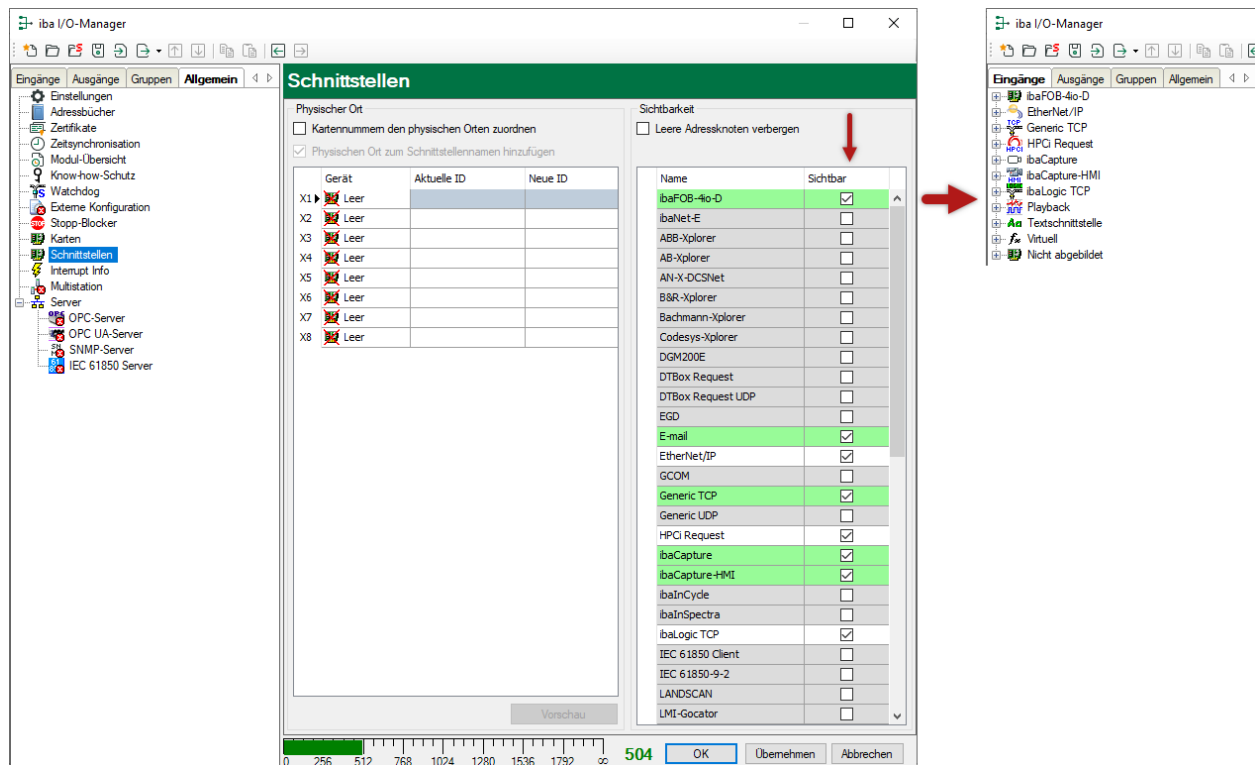 iba I/O-Manager
Eingänge Ausgänge Gruppen Allgemein
Einstellungen
Adressbücher
Zertifikate
Zeitsynchronisation
Modul-Übersicht
Know-how-Schutz
Watchdog
Externe Konfiguration
Stopp-Blocker
Karten
Schnittstellen
Interrupt Info
Multistation
Server
OPC-Server
OPC UA-Server
SNMP-Server
IEC 61850 Server
Schnittstellen
Physischer Ort
Kartennummern den physischen Orten zuordnen
Physischen Ort zum Schnittstellennamen hinzufügen
Gerät Aktuelle ID Neue ID
X1 Leer
X2 Leer
X3 Leer
X4 Leer
X5 Leer
X6 Leer
X7 Leer
X8 Leer
Vorschau
Sichtbarkeit
Leere Adressknoten verbergen
Name Sichtbar
ibaFOB-4io-D
ibaNet-E
ABB-Xplorer
AB-Xplorer
AN-X-DCSNet
B&R-Xplorer
Bachmann-Xplorer
Codesys-Xplorer
DGM200E
DTBox Request
DTBox Request UDP
EGD
E-mail
EtherNet/IP
GCOM
Generic TCP
Generic UDP
HPCi Request
ibaCapture
ibaCapture-HMI
ibaInCycle
ibaInSpectra
ibaLogic TCP
IEC 61850 Client
IEC 61850-9-2
LANDSCAN
LMI-Gocator
0 256 512 768 1024 1280 1536 1792 ∞ 504
OK Übernehmen Abbrechen
iba I/O-Manager
Eingänge Ausgänge Gruppen Allgemein
ibaFOB-4io-D
EtherNet/IP
Generic TCP
HPCi Request
ibaCapture
ibaCapture-HMI
ibaLogic TCP
Playback
Textschnittstelle
Virtuell
Nicht abgebildet